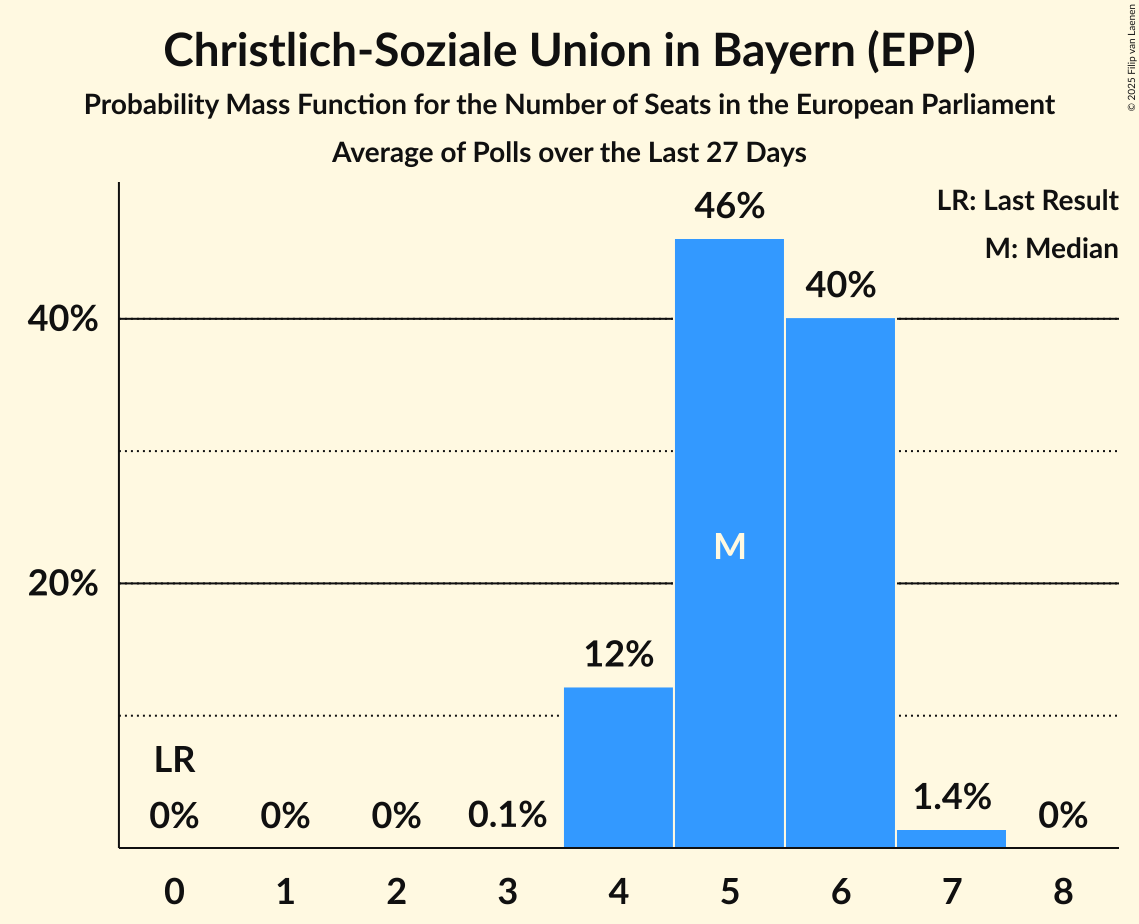 Christlich-Soziale Union in Bayern (EPP)
Probability Mass Function for the Number of Seats in the European Parliament
Average of Polls over the Last 27 Days
© 2025 Filip van Laenen
LR: Last Result
M: Median
46%
40%
40%
M
20%
12%
LR
0%
0%
0%
0.1%
1.4%
0%
0 1 2 3 4 5 6 7 8